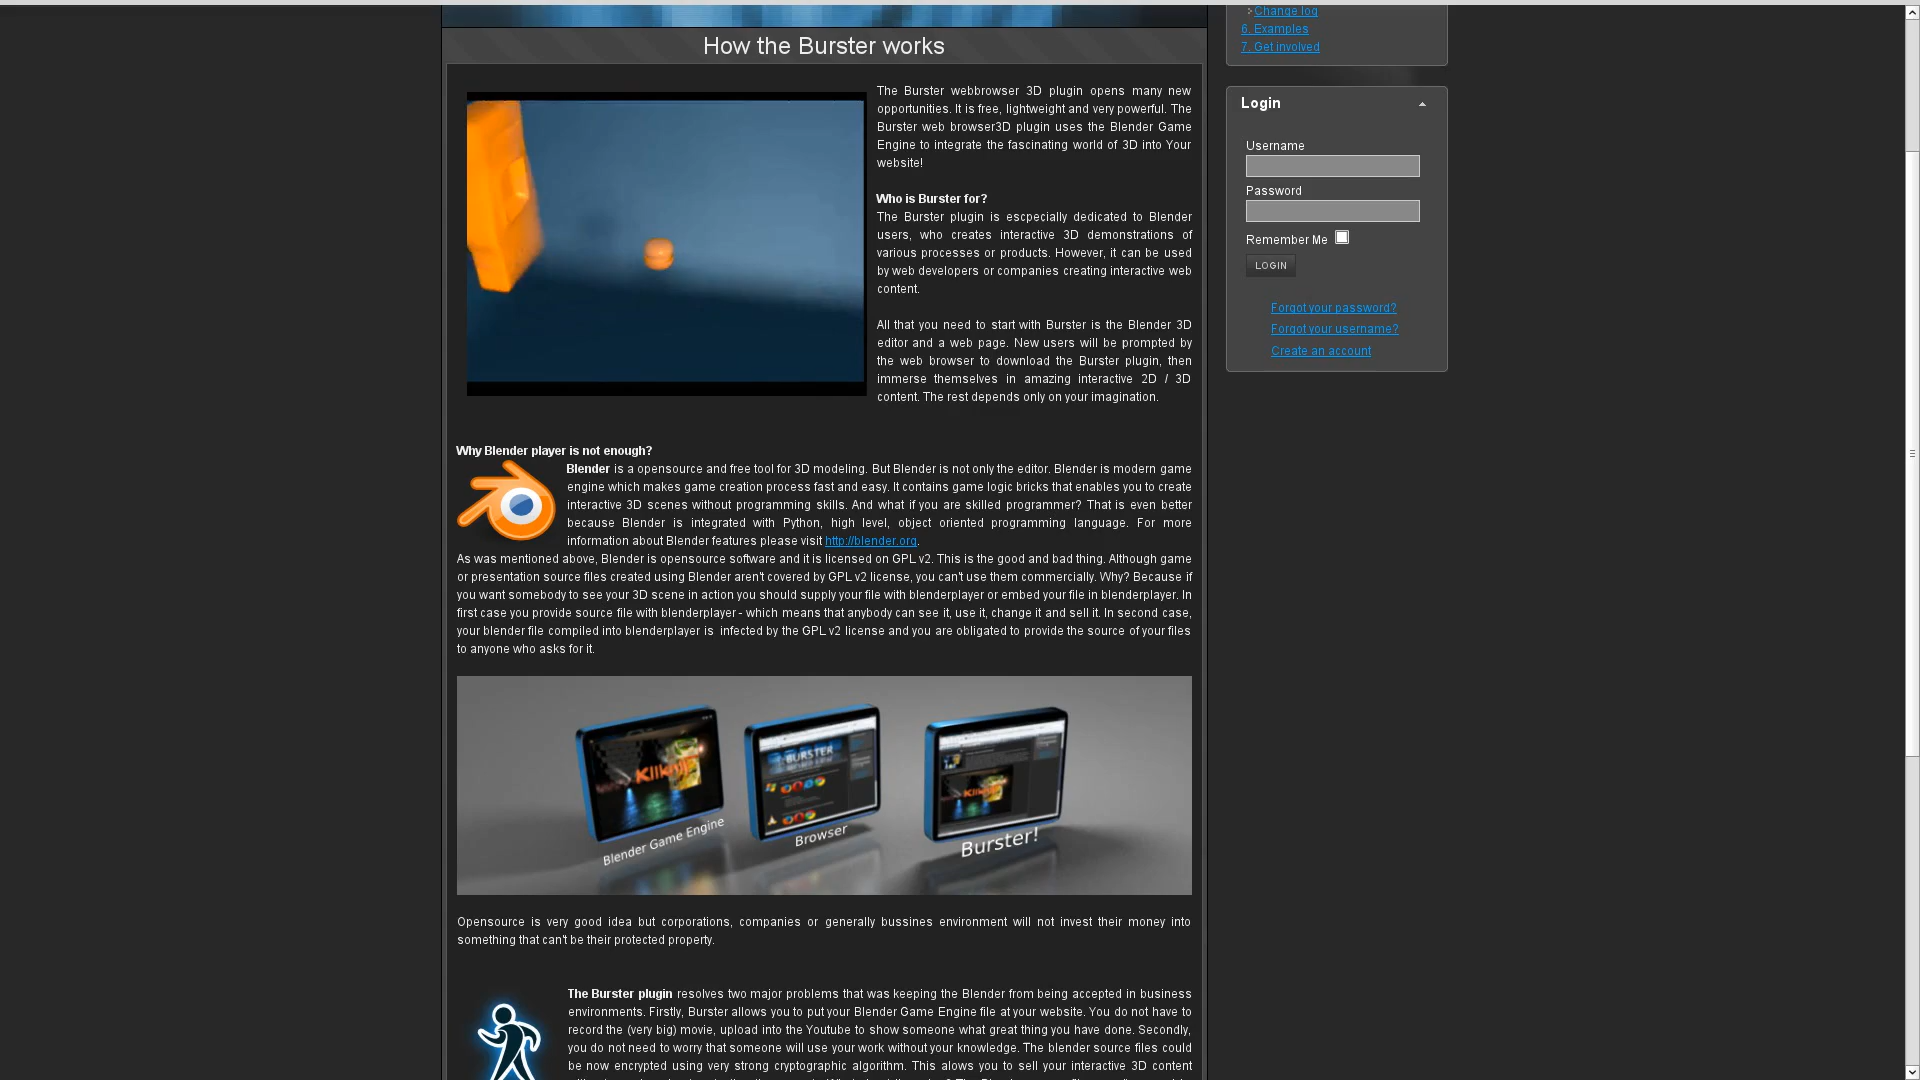 How the Burster works
The Burster webbrowser 3D plugin opens many new
opportunities. It is free, lightweight and very powerful. The
Burster web browser3D plugin uses the Blender Game
Engine to integrate the fascinating world of 3D into Your
website!
Who is Burster for?
The Burster plugin is escpecially dedicated to Blender
users, who creates interactive 3D demonstrations of
various processes or products. However, it can be used
by web developers or companies creating interactive web
content.
All that you need to start with Burster is the Blender 3D
editor and a web page. New users will be prompted by
the web browser to download the Burster plugin, then
immerse themselves in amazing interactive 2D / 3D
content. The rest depends only on your imagination.
Why Blender player is not enough?
Blender is a opensource and free tool for 3D modeling. But Blender is not only the editor. Blender is modern game
engine which makes game creation process fast and easy. It contains game logic bricks that enables you to create
interactive 3D scenes without programming skills. And what if you are skilled programmer? That is even better
because Blender is integrated with Python, high level, object oriented programming language. For more
information about Blender features please visit http://blender.org.
As was mentioned above, Blender is opensource software and it is licensed on GPL v2. This is the good and bad thing. Although game
or presentation source files created using Blender aren't covered by GPL v2 license, you can't use them commercially. Why? Because if
you want somebody to see your 3D scene in action you should supply your file with blenderplayer or embed your file in blenderplayer. In
first case you provide source file with blenderplayer - which means that anybody can see it, use it, change it and sell it. In second case,
your blender file compiled into blenderplayer is infected by the GPL v2 license and you are obligated to provide the source of your files
to anyone who asks for it.
BURSTER
Blender Game Engine
Browser
Burster!
Opensource is very good idea but corporations, companies or generally bussines environment will not invest their money into
something that can't be their protected property.
The Burster plugin resolves two major problems that was keeping the Blender from being accepted in business
environments. Firstly, Burster allows you to put your Blender Game Engine file at your website. You do not have to
record the (very big) movie, upload into the Youtube to show someone what great thing you have done. Secondly,
you do not need to worry that someone will use your work without your knowledge. The blender source files could
be now encrypted using very strong cryptographic algorithm. This allows you to sell your interactive 3D content
> Change log
6. Examples
7. Get involved
Login
Username
Password
Remember Me
LOGIN
Forgot your password?
Forgot your username?
Create an account